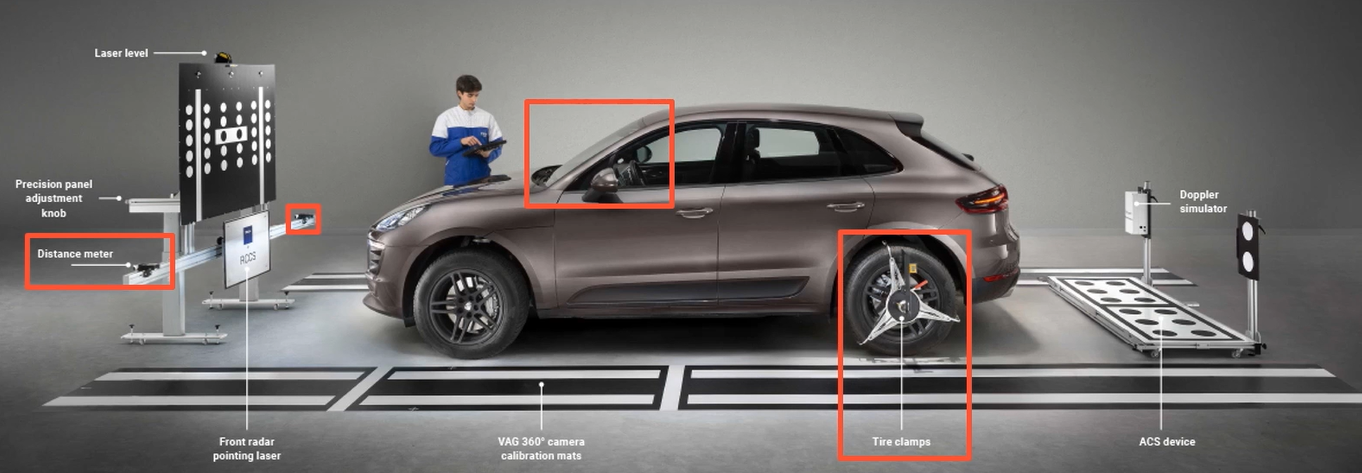 Laser level
Precision panel
adjustment
knob
Distance meter
RCCS
Front radar
pointing laser
VAG 360° camera
calibration mats
Tire clamps
Doppler
simulator
ACS device